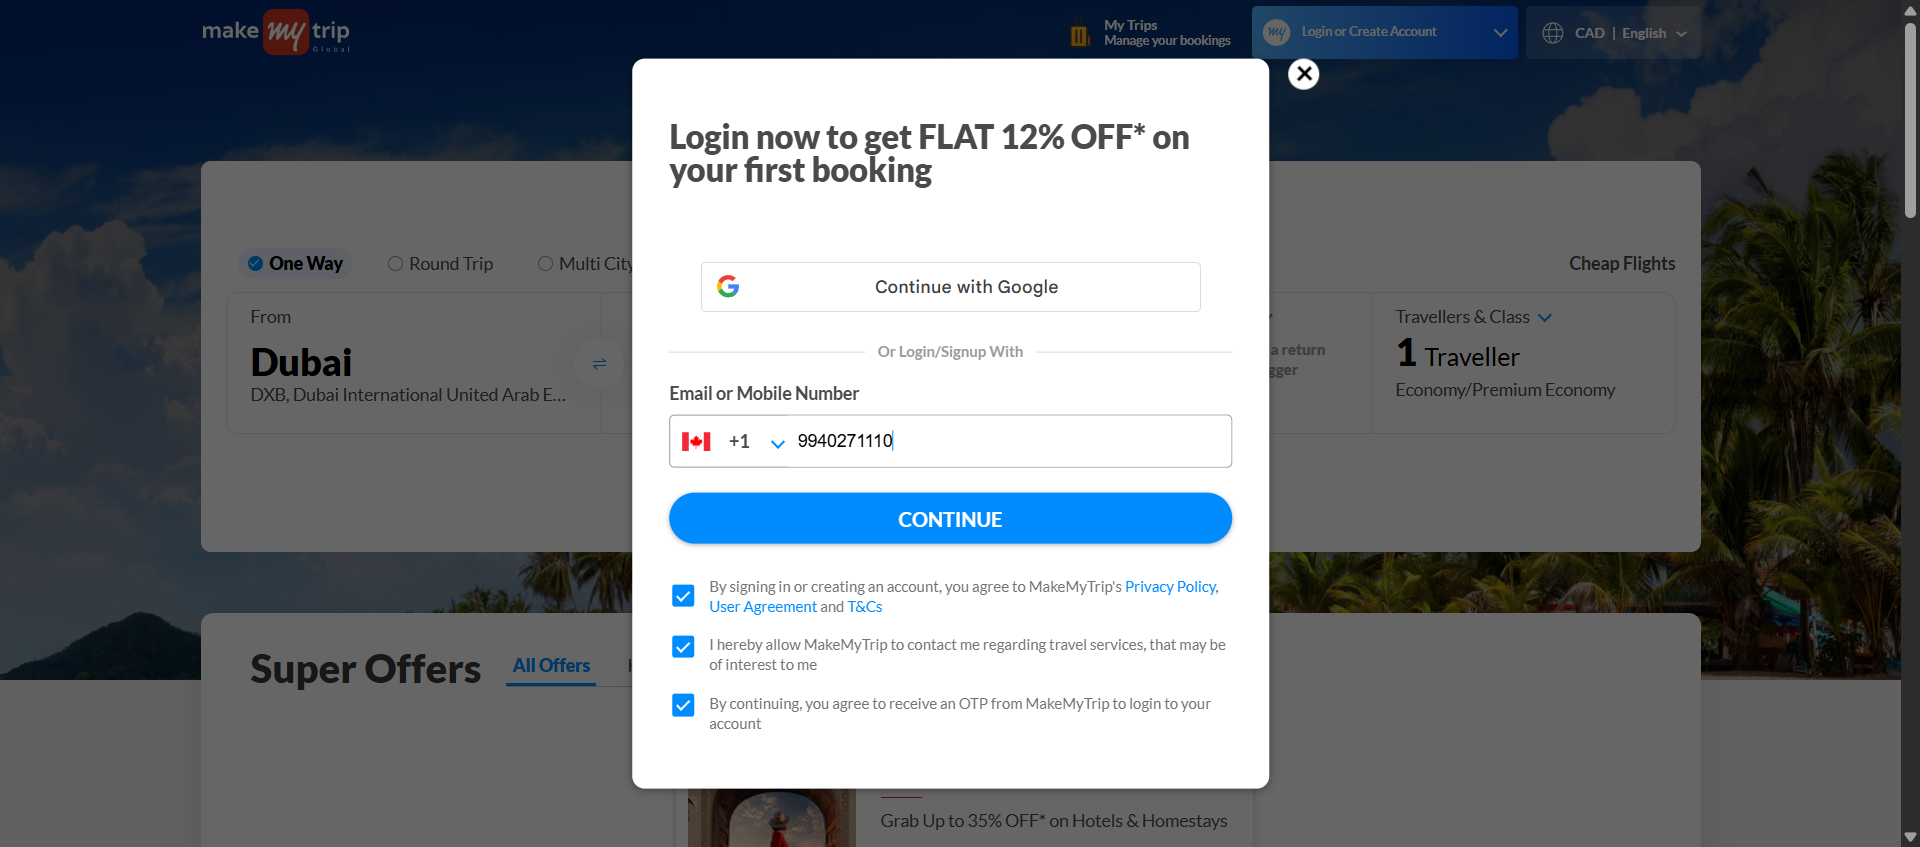 make my trip
Global
My Trips
Manage your bookings
my
Login or Create Account
CAD | English
Login now to get FLAT 12% OFF* on
your first booking
One Way
Round Trip
Multi City
Cheap Flights
Continue with Google
From
Dubai
DXB, Dubai International United Arab E...
Or Login/Signup With
a return
gger
Travellers & Class
1 Traveller
Economy/Premium Economy
Email or Mobile Number
+1
9940271110
CONTINUE
By signing in or creating an account, you agree to MakeMyTrip's Privacy Policy,
User Agreement and T&Cs
I hereby allow MakeMyTrip to contact me regarding travel services, that may be
of interest to me
By continuing, you agree to receive an OTP from MakeMyTrip to login to your
account
Super Offers
All Offers
Grab Up to 35% OFF* on Hotels & Homestays